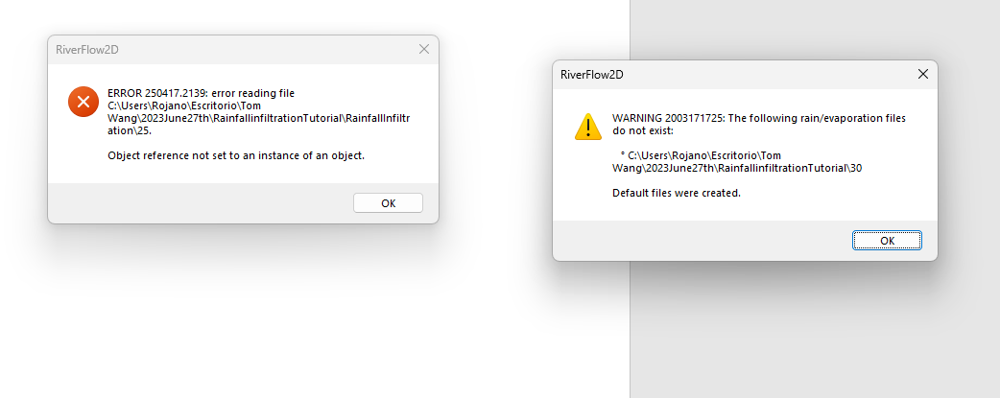 RiverFlow2D
ERROR 250417.2139: error reading file
C:\Users\Rojano\Escritorio\Tom
Wang\2023June27th\RainfallinfiltrationTutorial\RainfallInfiltr
ation\25.
Object reference not set to an instance of an object.
OK
RiverFlow2D
WARNING 2003171725: The following rain/evaporation files
do not exist:
° C:\Users\Rojano\Escritorio\Tom
Wang\2023June27th\RainfallinfiltrationTutorial\30
Default files were created.
OK